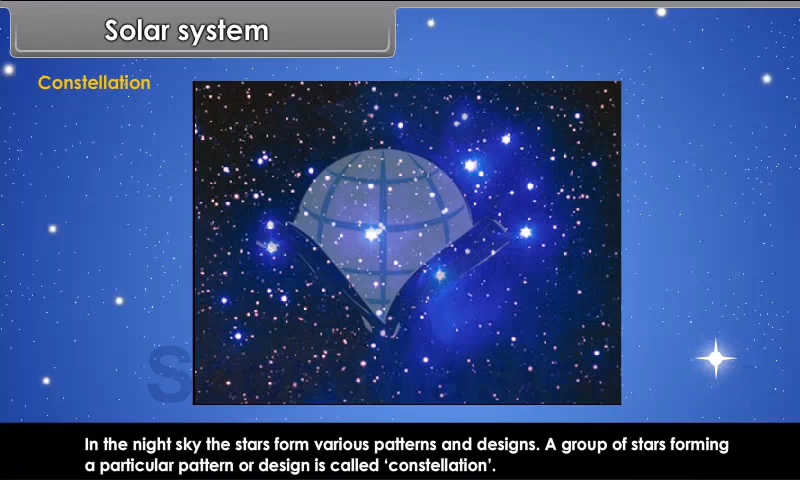 Solar system
Constellation
In the night sky the stars form various patterns and designs. A group of stars forming
a particular pattern or design is called ‘constellation’.